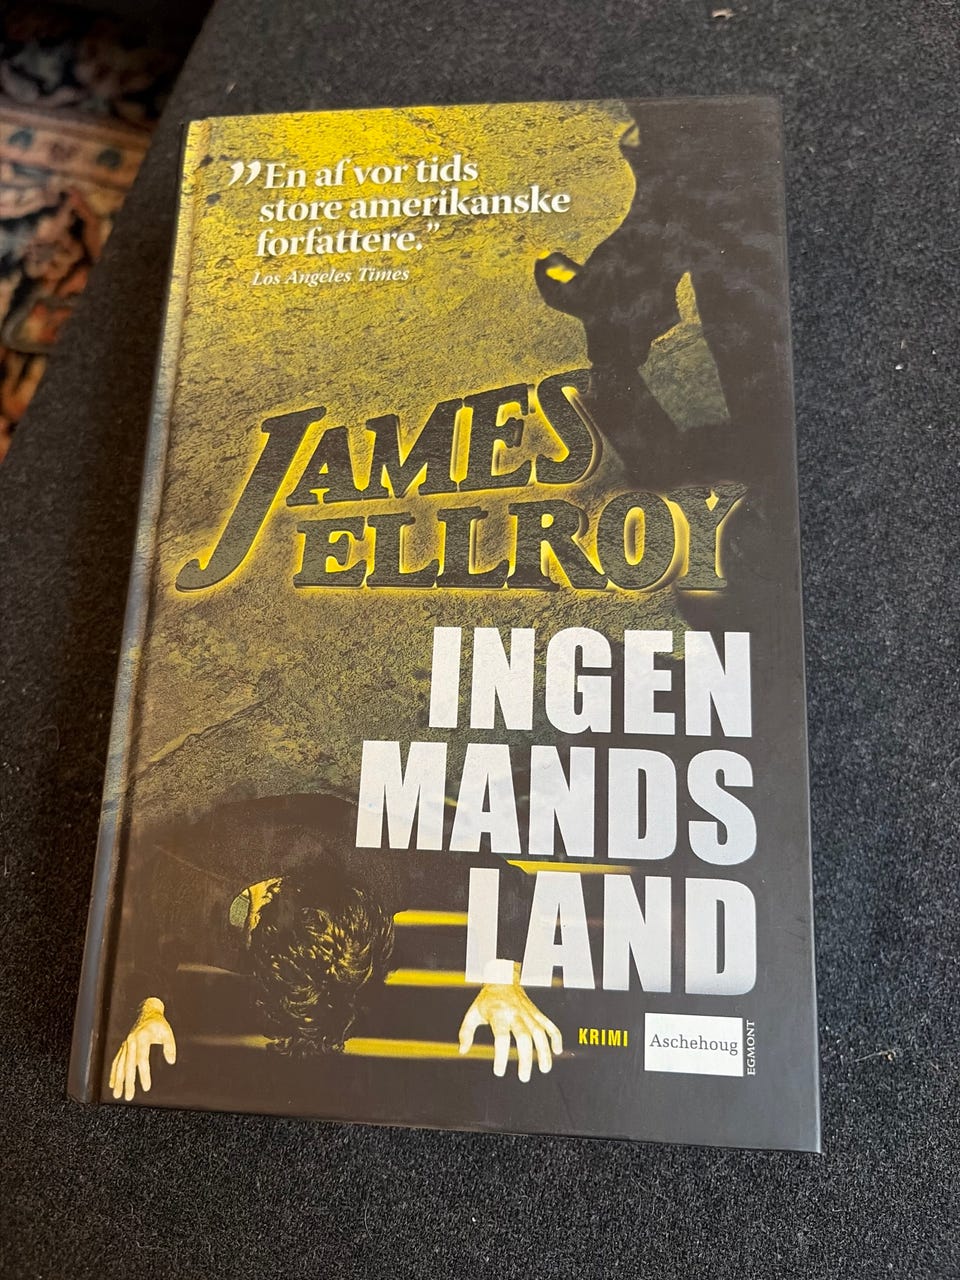 ”En af vor tids
store amerikanske
forfattere.”
Los Angeles Times
JAMES
ELLROY
INGEN
MANDS
LAND
KRIMI
Aschehoug
EGMONT